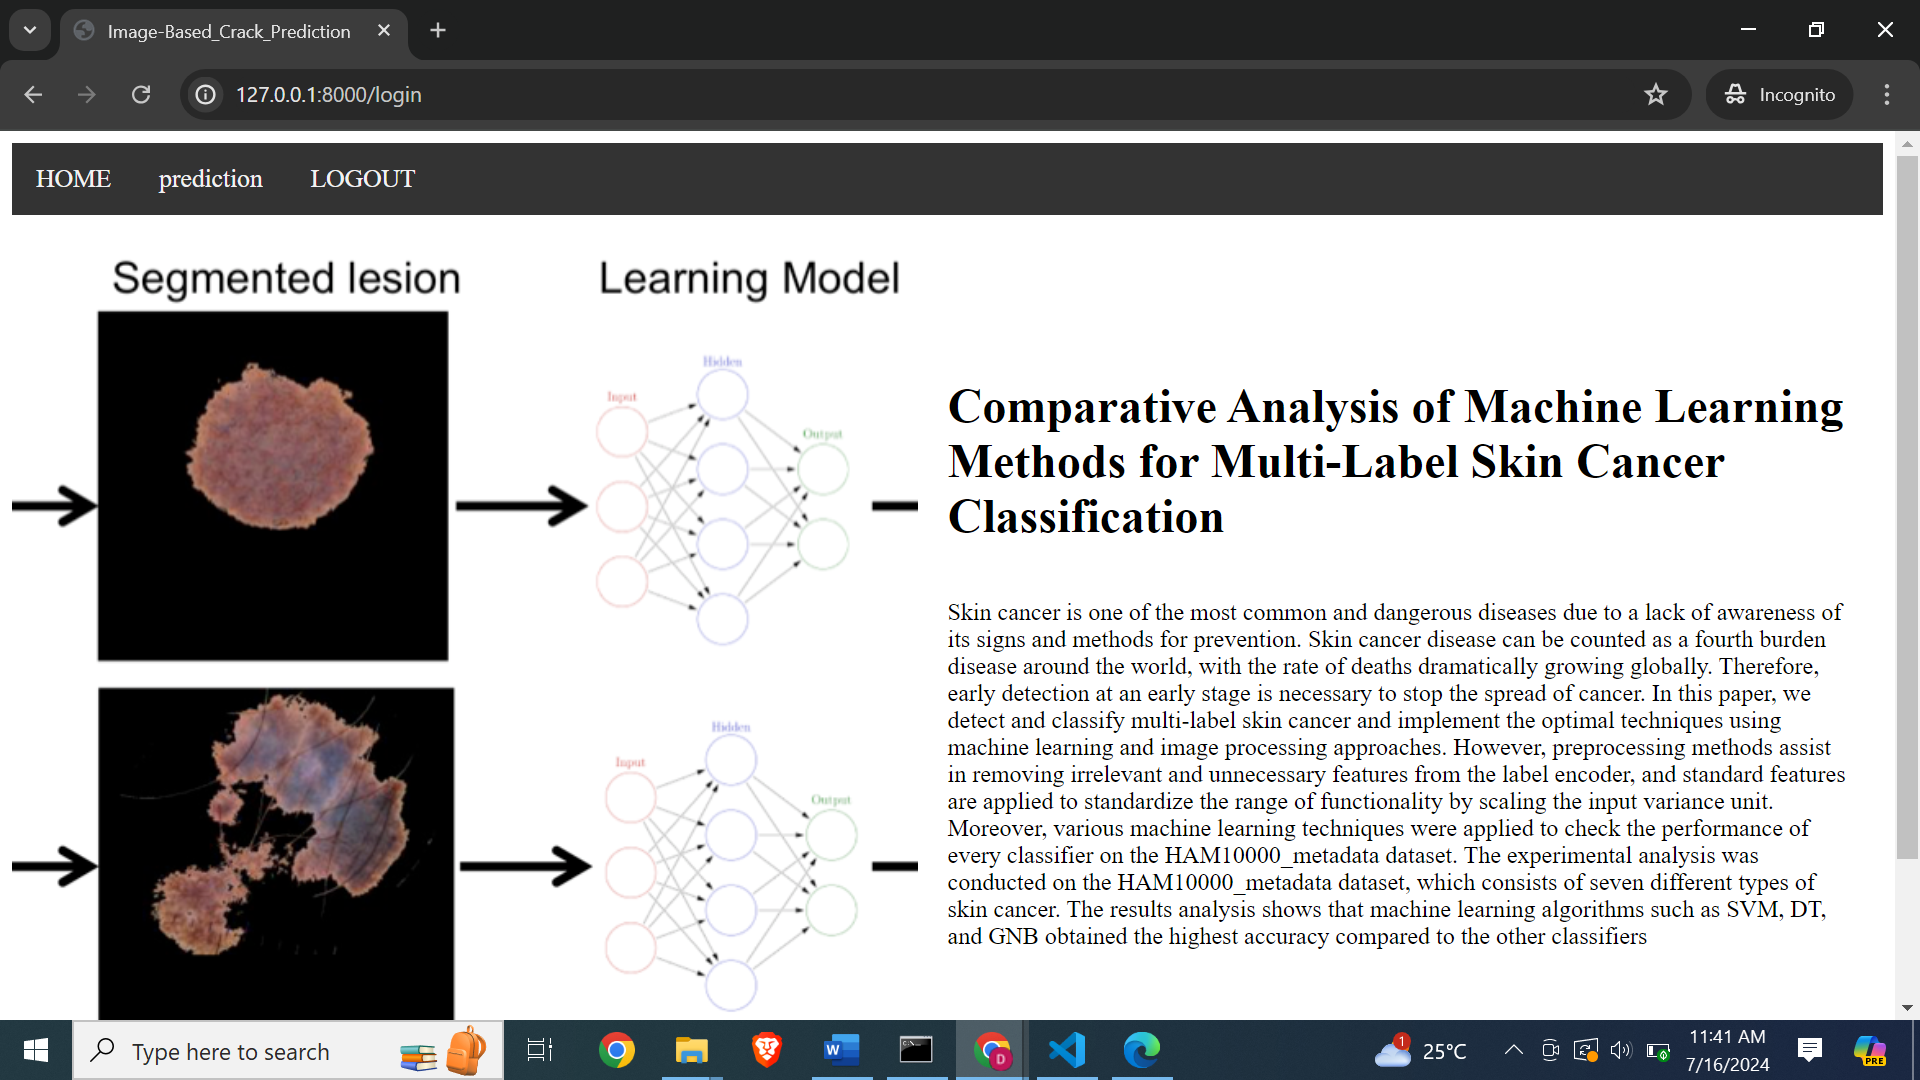 Image-Based_Crack_Prediction
127.0.0.1:8000/login
Incognito
HOME prediction LOGOUT
Segmented lesion Learning Model
Hidden
Input
Output
Hidden
Input
Output
Comparative Analysis of Machine Learning
Methods for Multi-Label Skin Cancer
Classification
Skin cancer is one of the most common and dangerous diseases due to a lack of awareness of
its signs and methods for prevention. Skin cancer disease can be counted as a fourth burden
disease around the world, with the rate of deaths dramatically growing globally. Therefore,
early detection at an early stage is necessary to stop the spread of cancer. In this paper, we
detect and classify multi-label skin cancer and implement the optimal techniques using
machine learning and image processing approaches. However, preprocessing methods assist
in removing irrelevant and unnecessary features from the label encoder, and standard features
are applied to standardize the range of functionality by scaling the input variance unit.
Moreover, various machine learning techniques were applied to check the performance of
every classifier on the HAM10000_metadata dataset. The experimental analysis was
conducted on the HAM10000_metadata dataset, which consists of seven different types of
skin cancer. The results analysis shows that machine learning algorithms such as SVM, DT,
and GNB obtained the highest accuracy compared to the other classifiers
Type here to search
W
C:\_
D
1
25°C
11:41 AM
7/16/2024
PRE